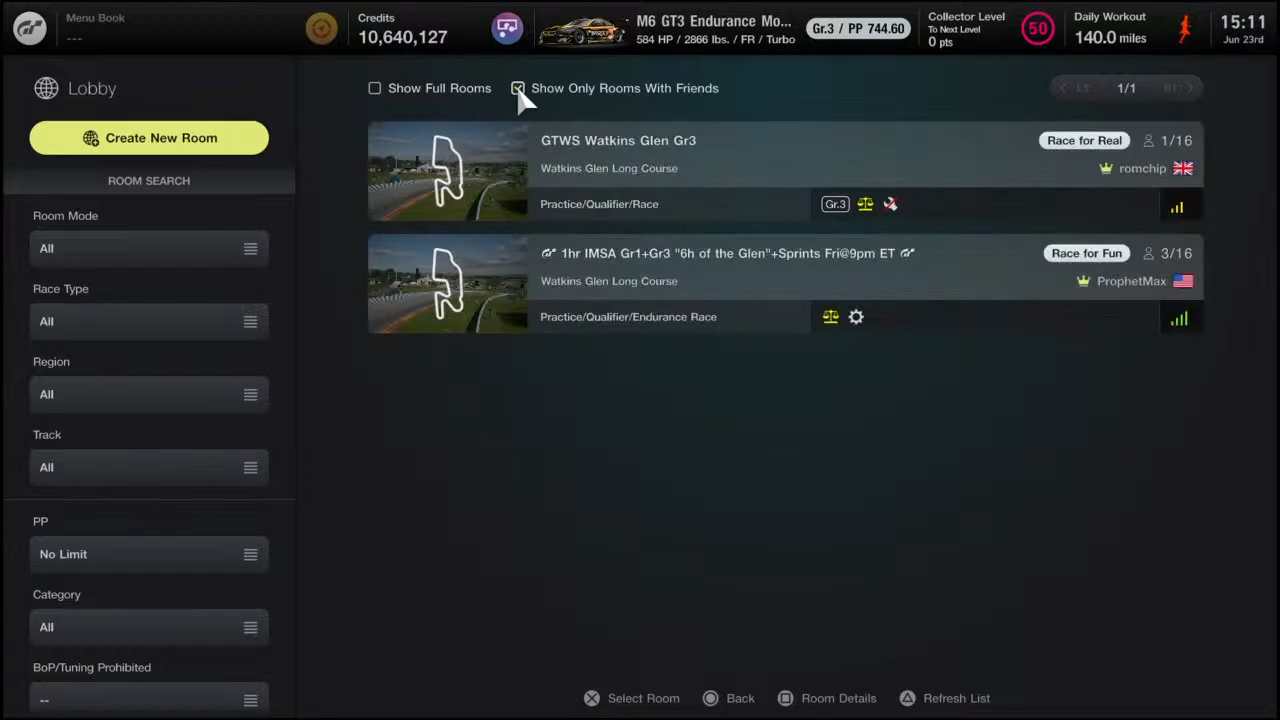 Menu Book
---
Credits
10,640,127
M6 GT3 Endurance Mo...
584 HP / 2866 lbs. / FR / Turbo
Gr.3 / PP 744.60
Collector Level
To Next Level
0 pts
50
Daily Workout
140.0 miles
15:11
Jun 23rd
Lobby
Create New Room
ROOM SEARCH
Room Mode
All
Race Type
All
Region
All
Track
All
PP
No Limit
Category
All
BoP/Tuning Prohibited
--
Show Full Rooms
Show Only Rooms With Friends
1/1
GTWS Watkins Glen Gr3
Race for Real
1/16
Watkins Glen Long Course
romchip
Practice/Qualifier/Race
Gr.3
1hr IMSA Gr1+Gr3 "6h of the Glen"+Sprints Fri@9pm ET
Race for Fun
3/16
Watkins Glen Long Course
ProphetMax
Practice/Qualifier/Endurance Race
Select Room
Back
Room Details
Refresh List